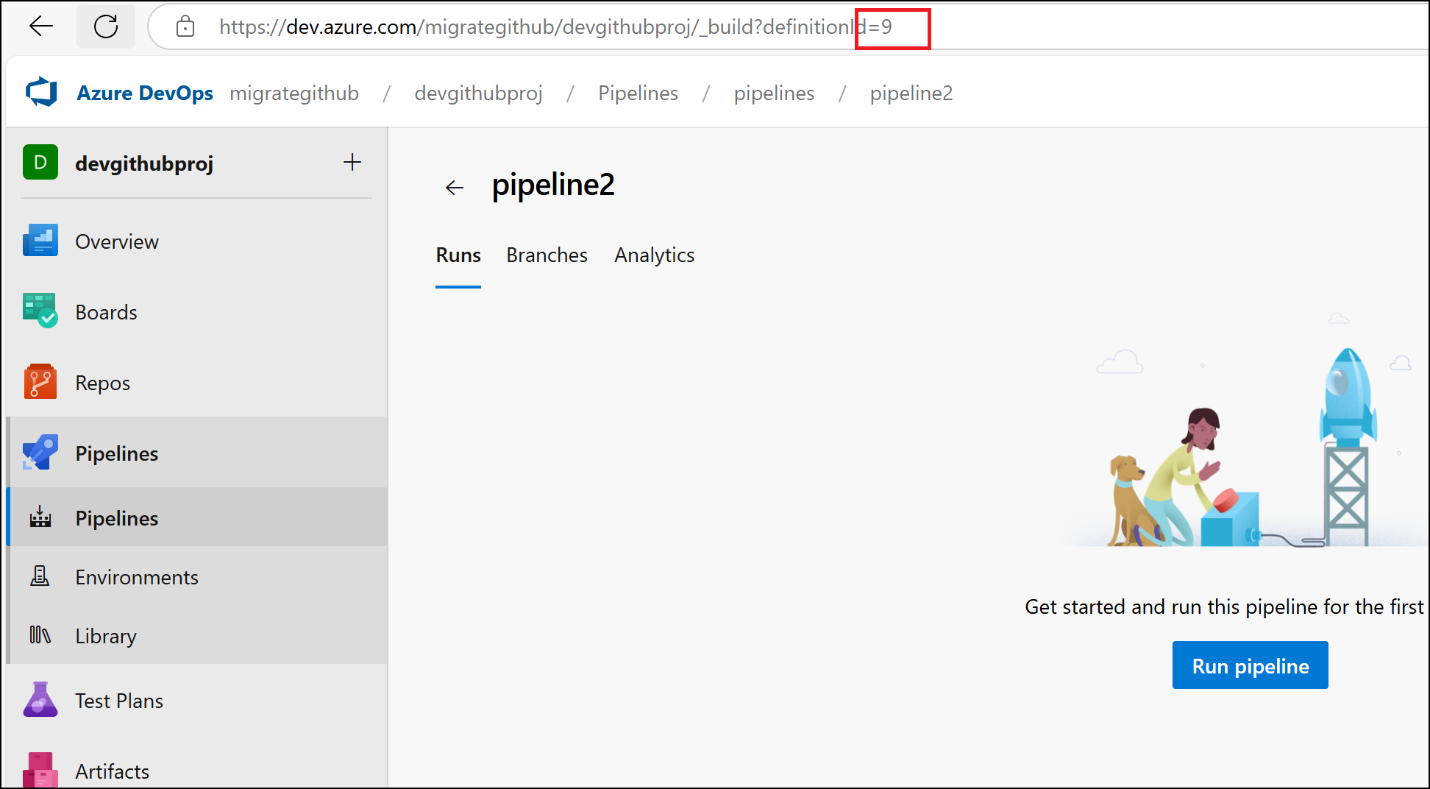 https://dev.azure.com/migrategithub/devgithubproj/_build?definitionId=9
Azure DevOps migrategithub / devgithubproj / Pipelines / pipelines / pipeline2
D devgithubproj +
pipeline2
Overview
Runs Branches Analytics
Boards
Repos
Pipelines
Pipelines
Environments
Get started and run this pipeline for the first
Library
Run pipeline
Test Plans
Artifacts